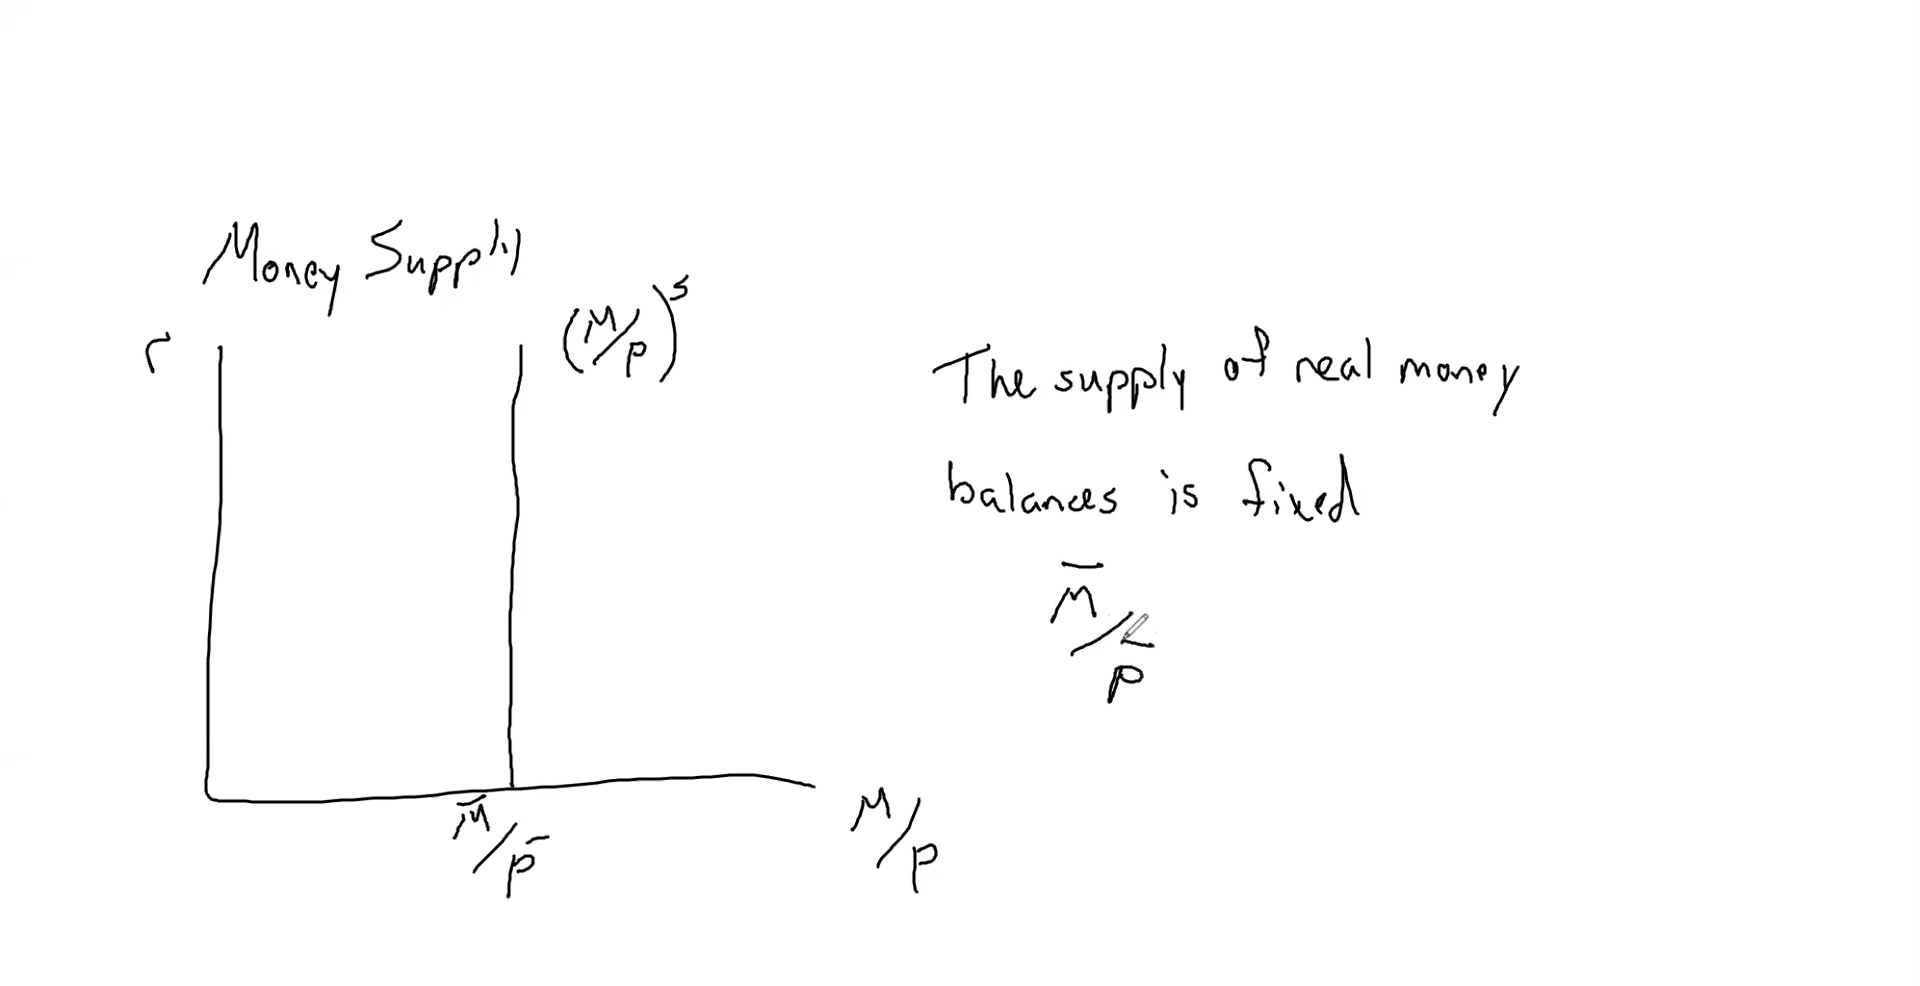 Money Supply
r
(M/P)^s
M̄/P̄
M/P
The supply of real money
balances is fixed
M̄/P̄